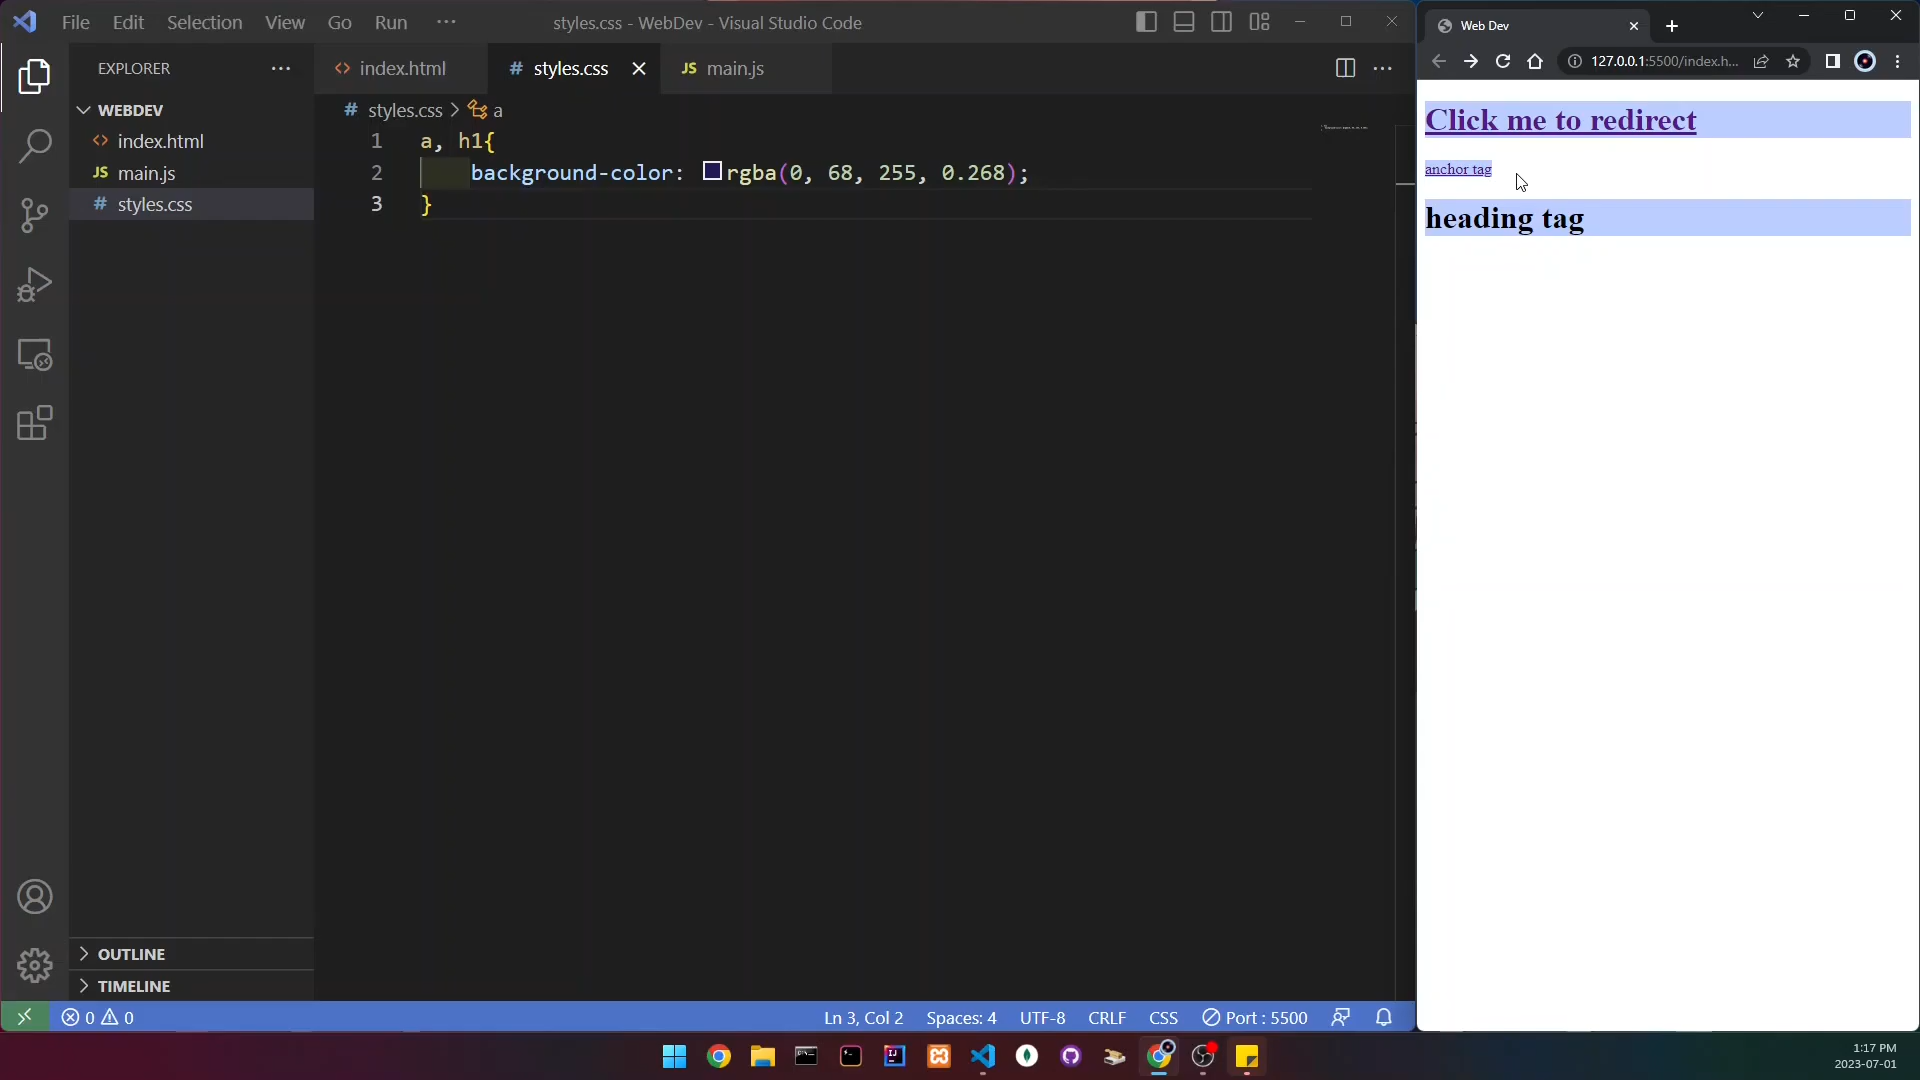 File Edit Selection View Go Run ··· styles.css - WebDev - Visual Studio Code
EXPLORER
WEBDEV
index.html
main.js
styles.css
OUTLINE
TIMELINE
index.html styles.css main.js
styles.css > a
1 a, h1{
2 background-color: rgba(0, 68, 255, 0.268);
3 }
0 0
Ln 3, Col 2 Spaces: 4 UTF-8 CRLF CSS Port : 5500
Web Dev
127.0.0.1:5500/index.h...
Click me to redirect
anchor tag
heading tag
1:17 PM
2023-07-01